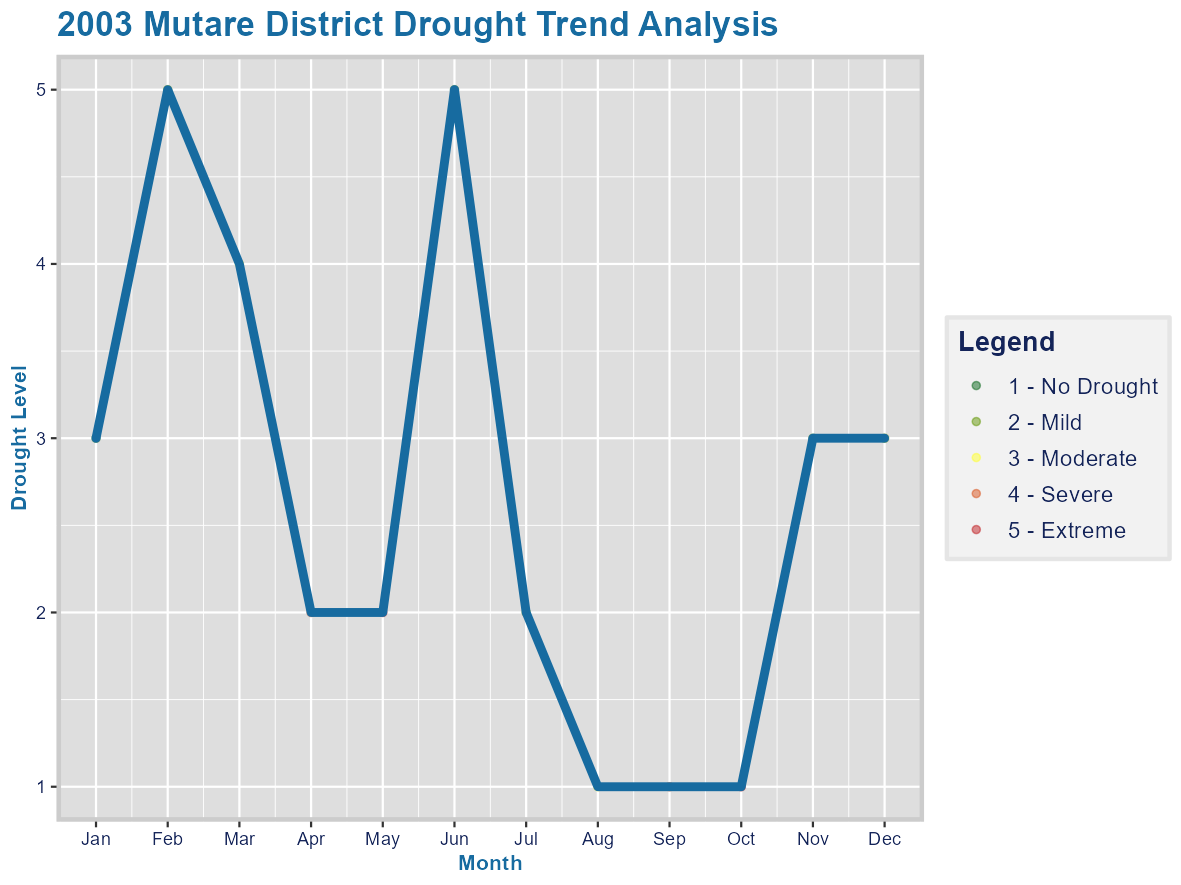 2003 Mutare District Drought Trend Analysis
5
4
3
2
1
Drought Level
Jan Feb Mar Apr May Jun Jul Aug Sep Oct Nov Dec
Month
Legend
1 - No Drought
2 - Mild
3 - Moderate
4 - Severe
5 - Extreme